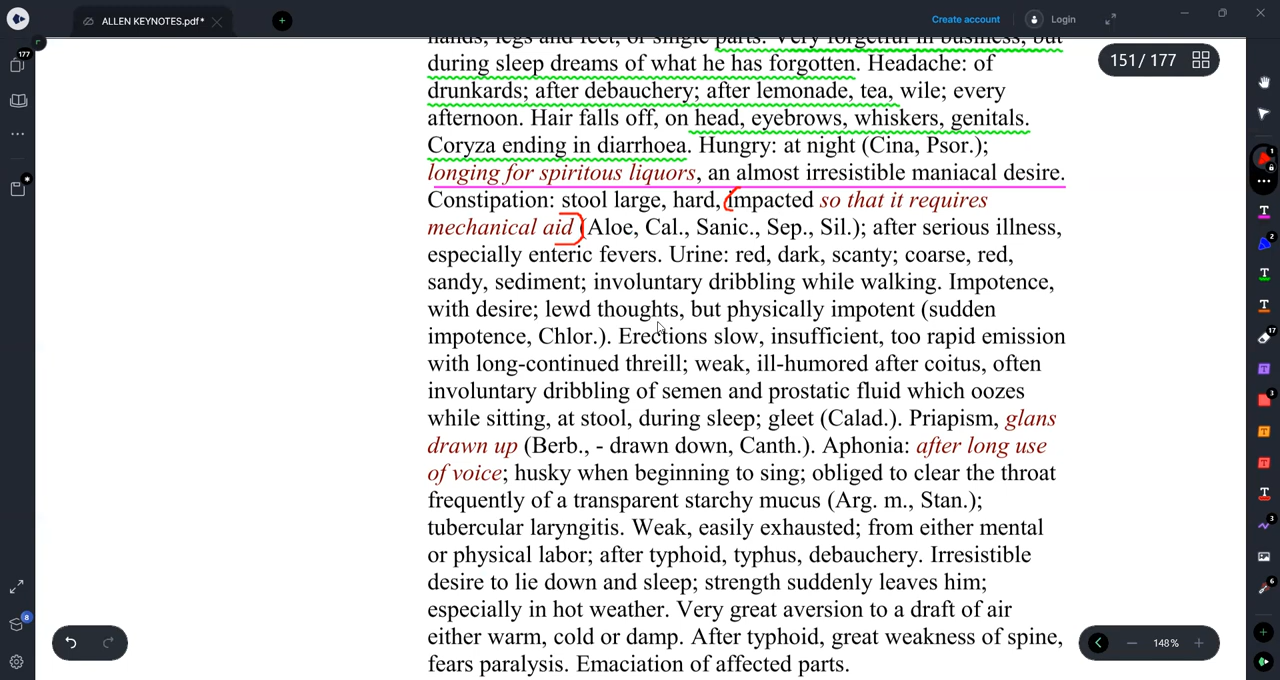 ALLEN KEYNOTES.pdf*
Create account
Login
177
151/ 177
hands, legs and feet, or single parts. Very forgetful in business, but
during sleep dreams of what he has forgotten. Headache: of
drunkards; after debauchery; after lemonade, tea, wile; every
afternoon. Hair falls off, on head, eyebrows, whiskers, genitals.
Coryza ending in diarrhoea. Hungry: at night (Cina, Psor.);
longing for spiritous liquors, an almost irresistible maniacal desire.
Constipation: stool large, hard, impacted so that it requires
mechanical aid (Aloe, Cal., Sanic., Sep., Sil.); after serious illness,
especially enteric fevers. Urine: red, dark, scanty; coarse, red,
sandy, sediment; involuntary dribbling while walking. Impotence,
with desire; lewd thoughts, but physically impotent (sudden
impotence, Chlor.). Erections slow, insufficient, too rapid emission
with long-continued threill; weak, ill-humored after coitus, often
involuntary dribbling of semen and prostatic fluid which oozes
while sitting, at stool, during sleep; gleet (Calad.). Priapism, glans
drawn up (Berb., - drawn down, Canth.). Aphonia: after long use
of voice; husky when beginning to sing; obliged to clear the throat
frequently of a transparent starchy mucus (Arg. m., Stan.);
tubercular laryngitis. Weak, easily exhausted; from either mental
or physical labor; after typhoid, typhus, debauchery. Irresistible
desire to lie down and sleep; strength suddenly leaves him;
especially in hot weather. Very great aversion to a draft of air
either warm, cold or damp. After typhoid, great weakness of spine,
fears paralysis. Emaciation of affected parts.
8
148%
1
T
2
T
T
17
T
3
T
T
T
3
6